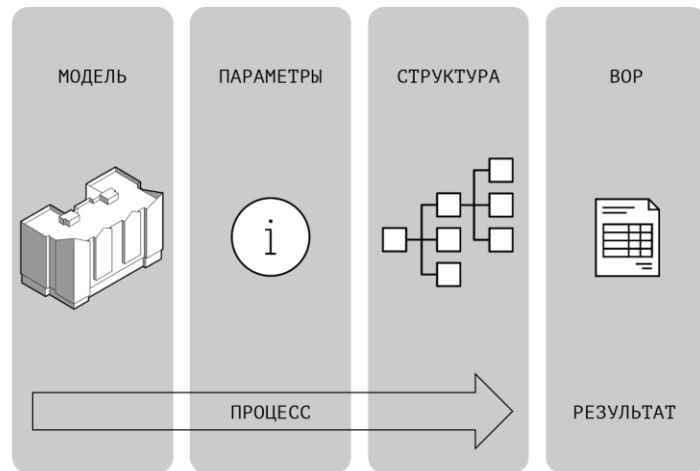 МОДЕЛЬ
ПАРАМЕТРЫ
СТРУКТУРА
ВОР
i
ПРОЦЕСС
РЕЗУЛЬТАТ